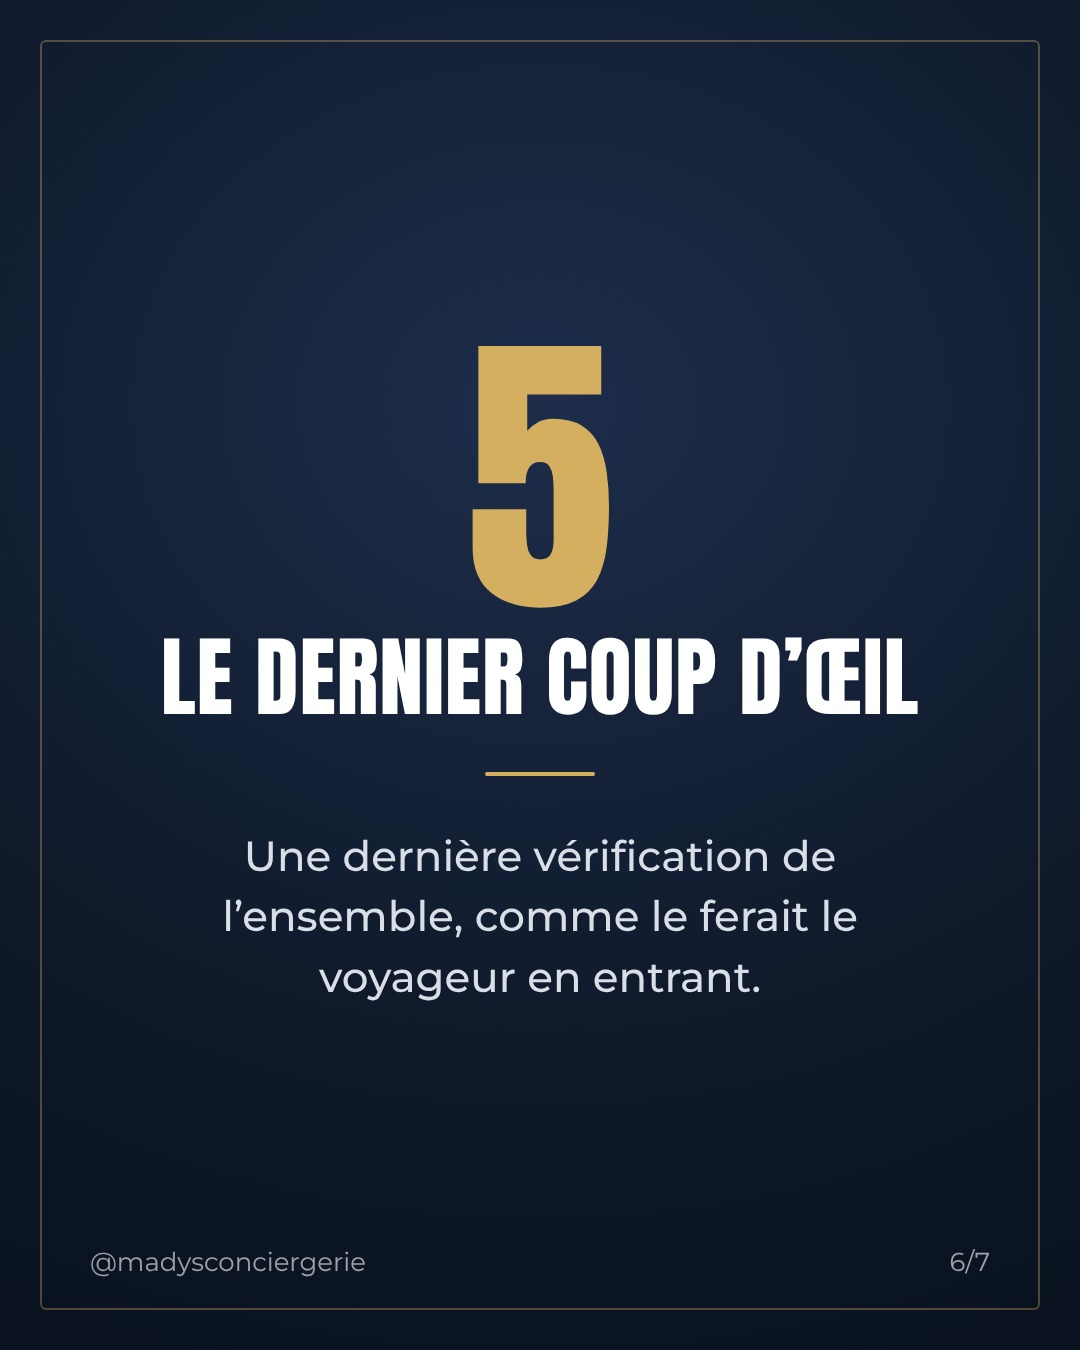 5
LE DERNIER COUP D’ŒIL
Une dernière vérification de
l’ensemble, comme le ferait le
voyageur en entrant.
@madysconciergerie
6/7